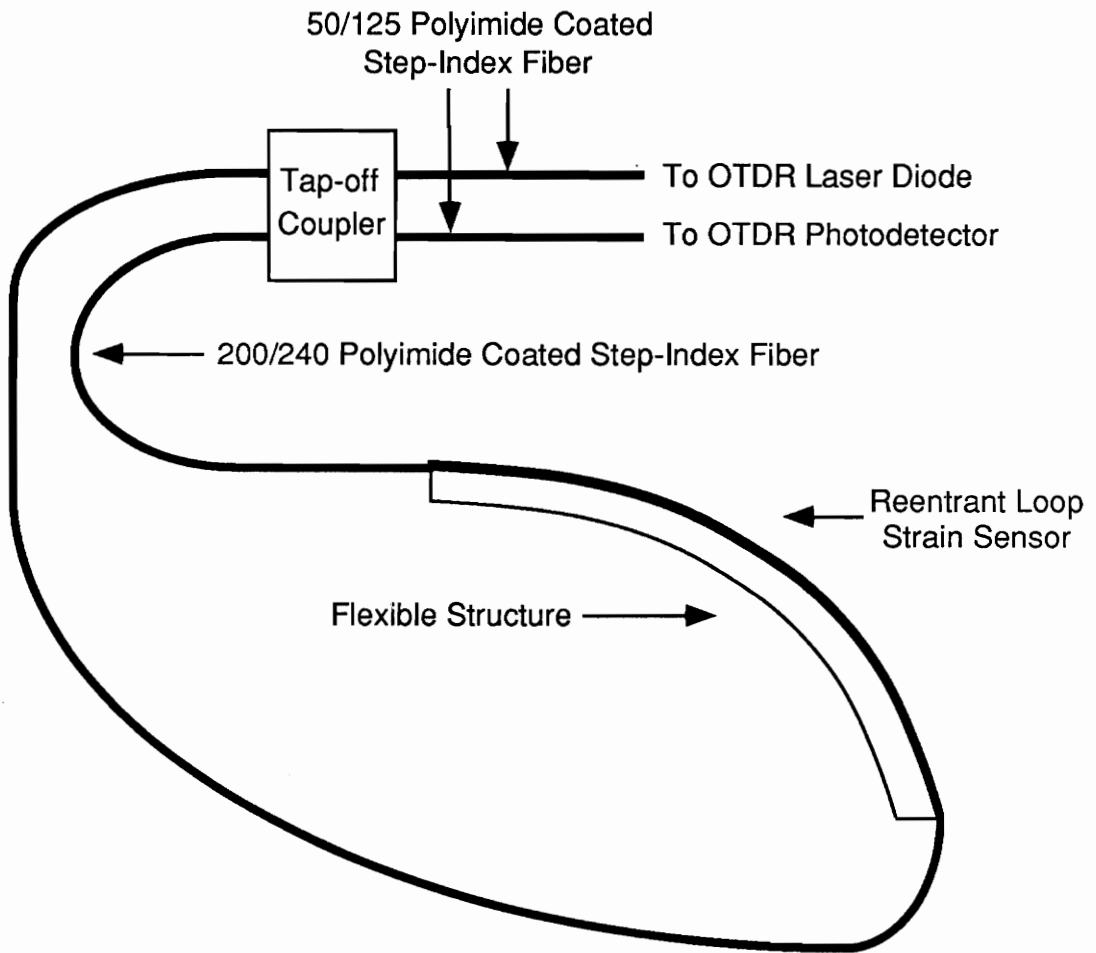 50/125 Polyimide Coated
Step-Index Fiber
Tap-off
Coupler
To OTDR Laser Diode
To OTDR Photodetector
200/240 Polyimide Coated Step-Index Fiber
Reentrant Loop
Strain Sensor
Flexible Structure